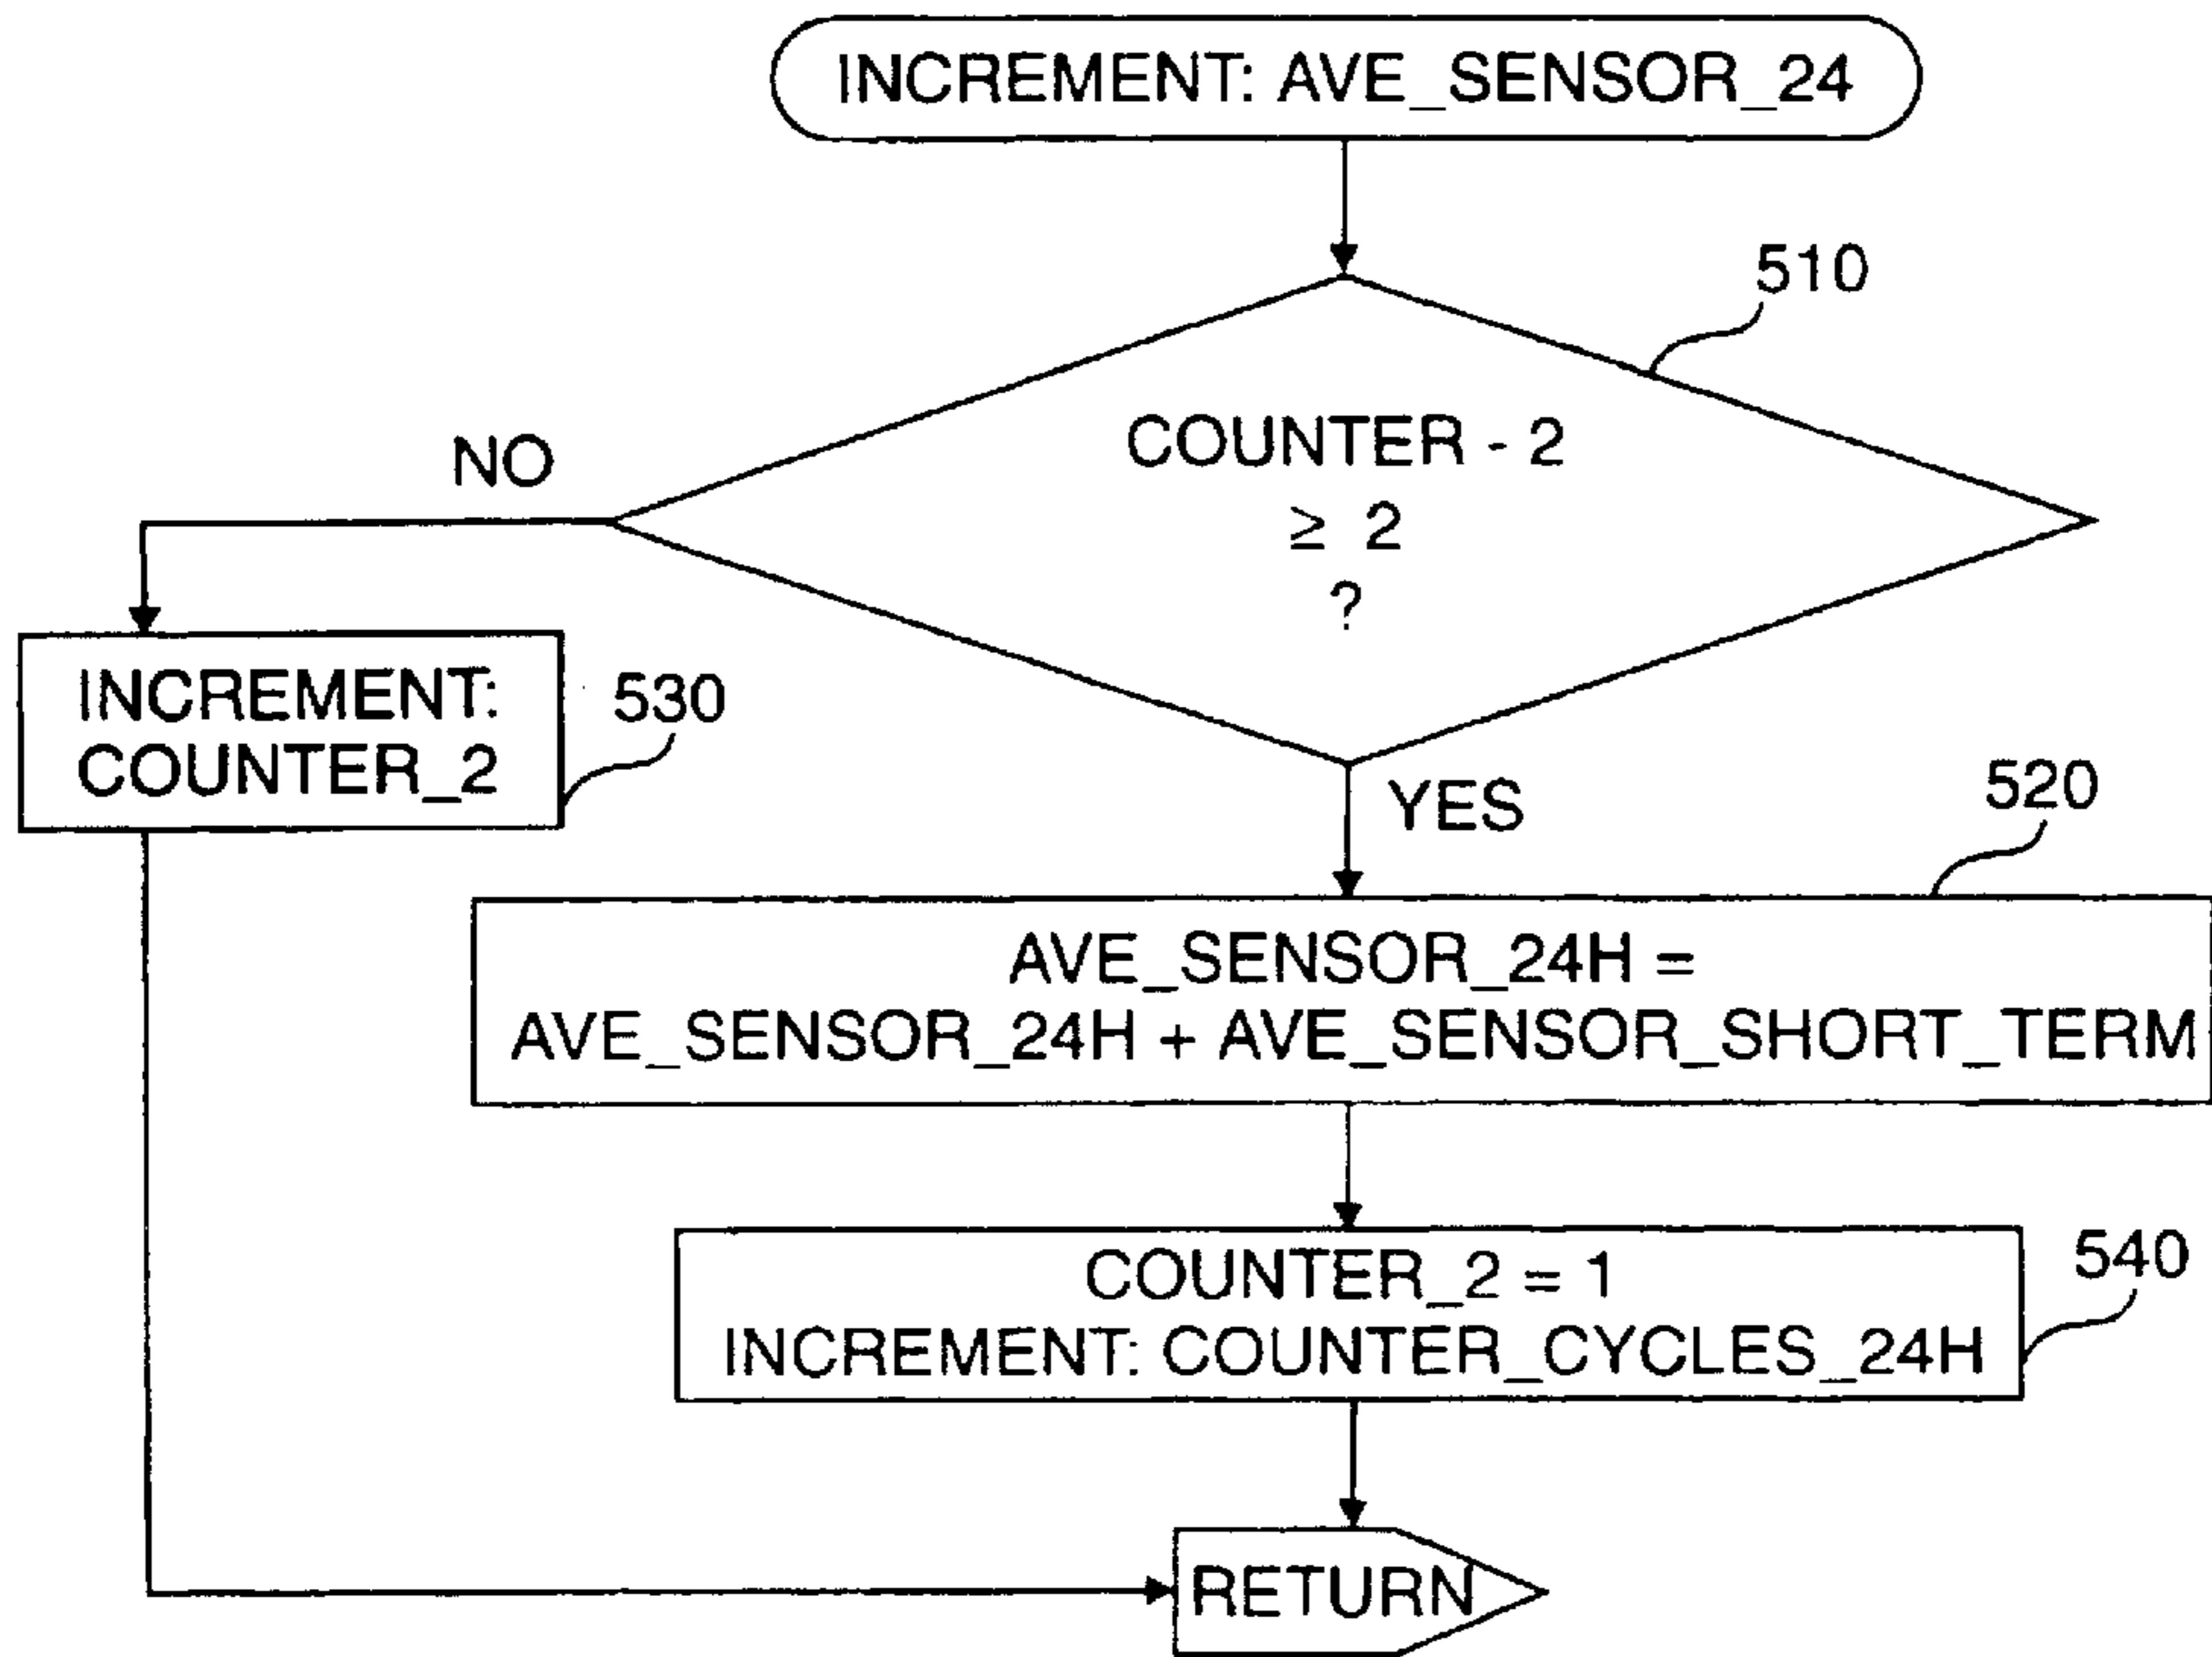 INCREMENT: AVE_SENSOR_24
510
COUNTER - 2
≥ 2
?
NO
INCREMENT:
COUNTER_2
530
YES
520
AVE_SENSOR_24H =
AVE_SENSOR_24H + AVE_SENSOR_SHORT_TERM
540
COUNTER_2 = 1
INCREMENT: COUNTER_CYCLES_24H
RETURN